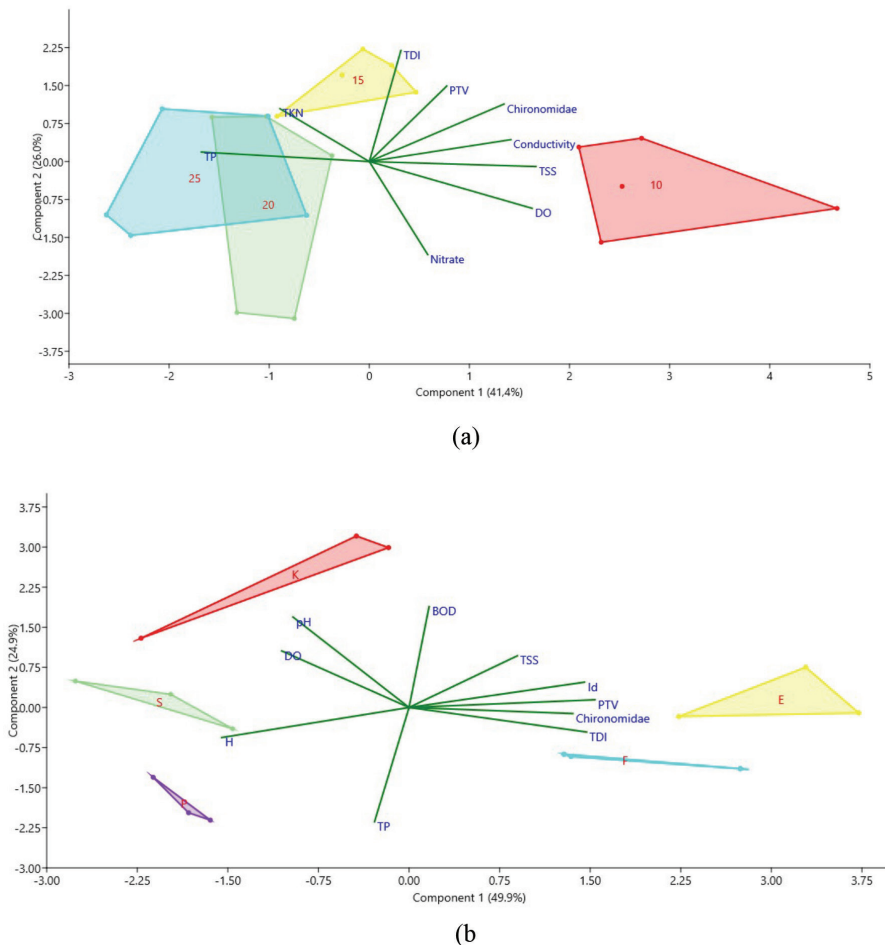 2.25
1.50
0.75
0.00
-0.75
-1.50
-2.25
-3.00
-3.75
Component 2 (26.0%)
TDI
15
PTV
TKN
Chironomidae
Conductivity
TP
TSS
25
10
20
DO
Nitrate
-3 -2 -1 0 1 2 3 4 5
Component 1 (41,4%)
(a)
3.75
3.00
2.25
1.50
0.75
0.00
-0.75
-1.50
-2.25
-3.00
Component 2 (24.9%)
K
BOD
pH
DO
TSS
Id
S
PTV
E
Chironomidae
H
TDI
F
P
TP
-3.00 -2.25 -1.50 -0.75 0.00 0.75 1.50 2.25 3.00 3.75
Component 1 (49.9%)
(b